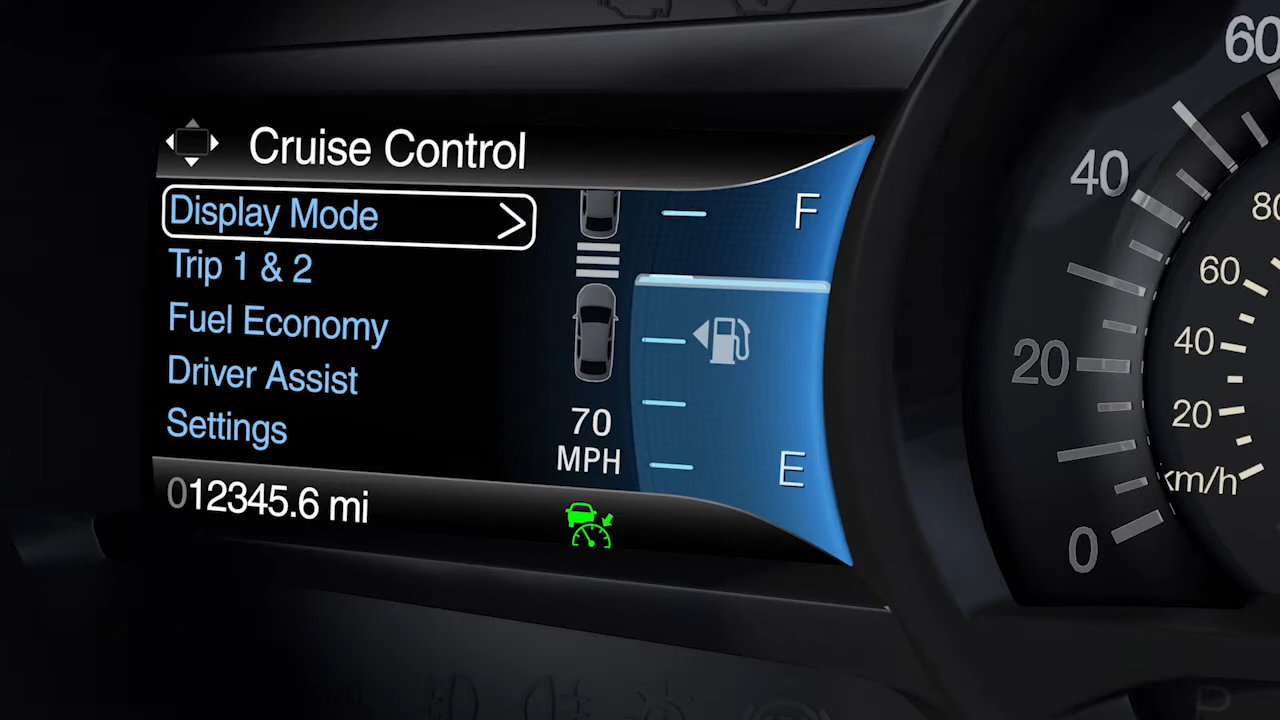 Cruise Control
Display Mode
Trip 1 & 2
Fuel Economy
Driver Assist
Settings
012345.6 mi
70
MPH
F
E
60
40
20
0
80
60
40
20
km/h